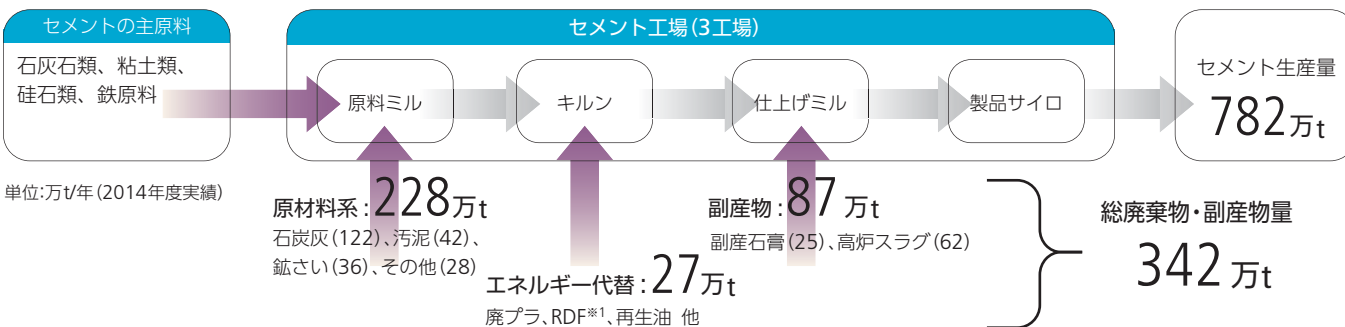 セメントの主原料
石灰石類、粘土類、
硅石類、鉄原料
セメント工場(3工場)
原料ミル
キルン
仕上げミル
製品サイロ
セメント生産量
782万t
単位:万t/年(2014年度実績)
原材料系:228万t
石炭灰(122)、汚泥(42)、
鉱さい(36)、その他(28)
エネルギー代替:27万t
廃プラ、RDF※1、再生油 他
副産物:87万t
副産石膏(25)、高炉スラグ(62)
総廃棄物・副産物量
342万t